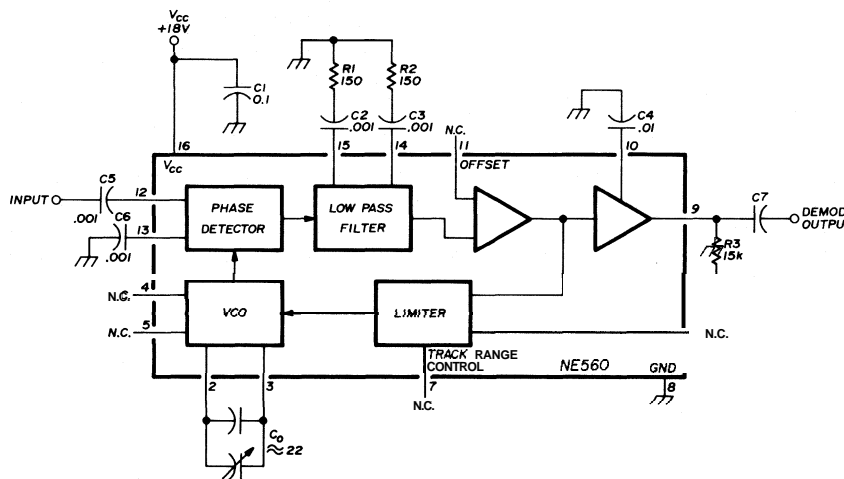 VCC
+18V
C1
0.1
R1
150
R2
150
C2
.001
C3
.001
C4
.01
N.C.
16
15
14
11
10
VCC
OFFSET
INPUT
C5
.001
12
C6
.001
13
PHASE
DETECTOR
LOW PASS
FILTER
9
C7
DEMOD
OUTPUT
R3
15k
N.C.
4
N.C.
5
VCO
LIMITER
N.C.
TRACK RANGE
CONTROL
NE560
GND
2
3
7
8
N.C.
C0
≈ 22